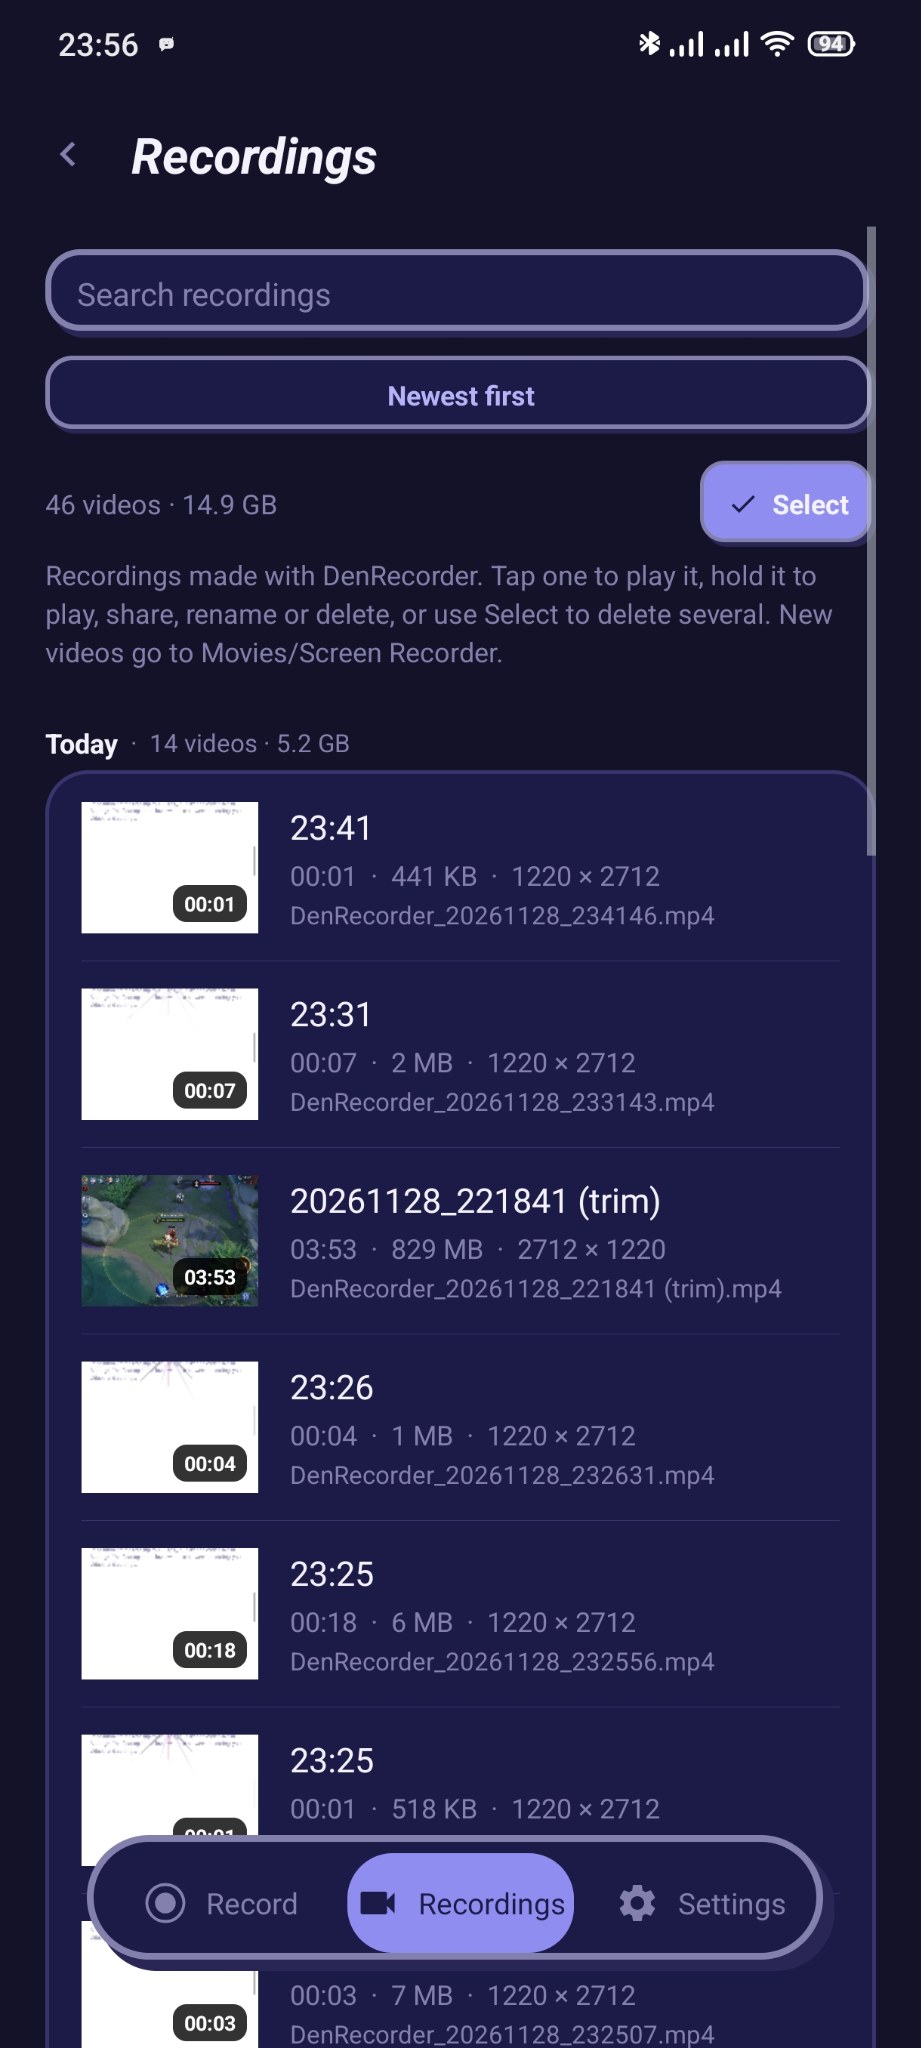 23:56
94
Recordings
Search recordings
Newest first
46 videos · 14.9 GB
Select
Recordings made with DenRecorder. Tap one to play it, hold it to
play, share, rename or delete, or use Select to delete several. New
videos go to Movies/Screen Recorder.
Today · 14 videos · 5.2 GB
23:41
00:01 · 441 KB · 1220 × 2712
00:01
DenRecorder_20261128_234146.mp4
23:31
00:07 · 2 MB · 1220 × 2712
00:07
DenRecorder_20261128_233143.mp4
20261128_221841 (trim)
03:53 · 829 MB · 2712 × 1220
03:53
DenRecorder_20261128_221841 (trim).mp4
23:26
00:04 · 1 MB · 1220 × 2712
00:04
DenRecorder_20261128_232631.mp4
23:25
00:18 · 6 MB · 1220 × 2712
00:18
DenRecorder_20261128_232556.mp4
23:25
00:01 · 518 KB · 1220 × 2712
Record
Recordings
Settings
00:03 · 7 MB · 1220 × 2712
00:03
DenRecorder_20261128_232507.mp4